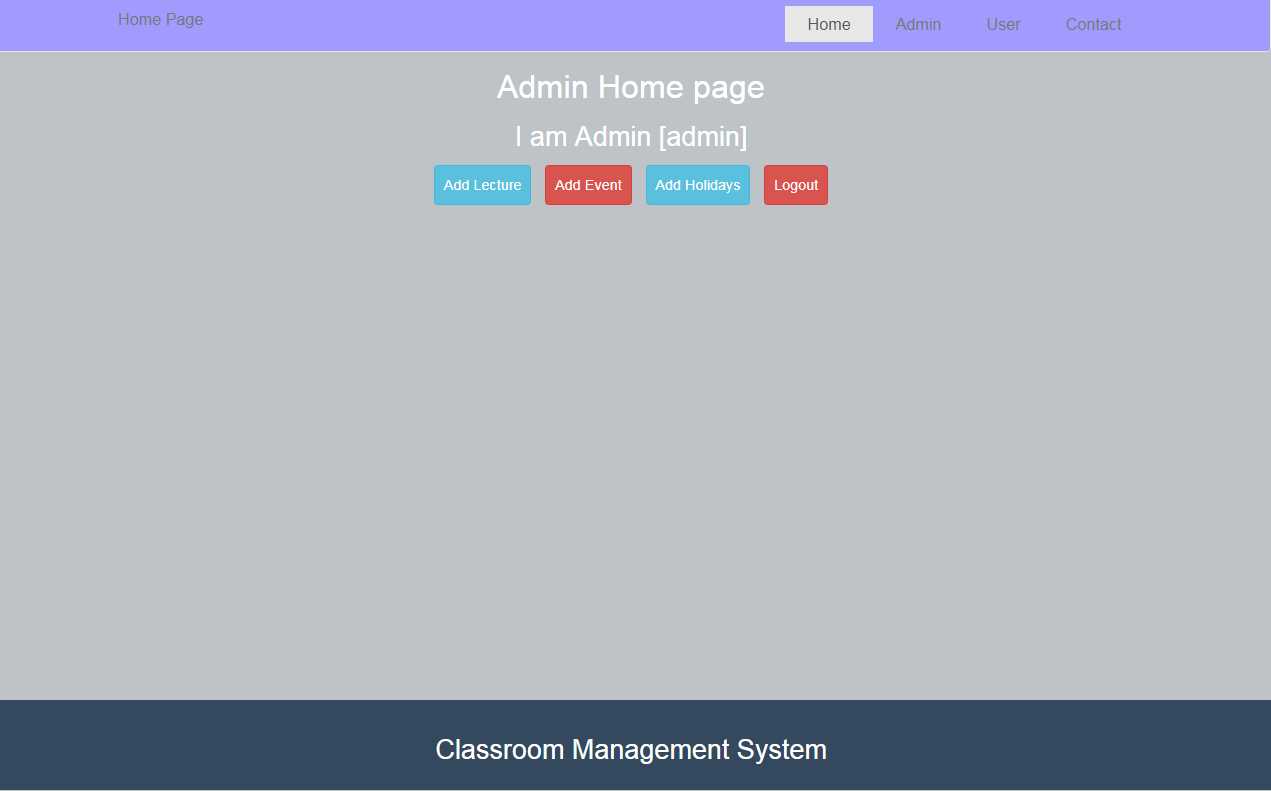 Home Page
Home Admin User Contact
Admin Home page
I am Admin [admin]
Add Lecture Add Event Add Holidays Logout
Classroom Management System